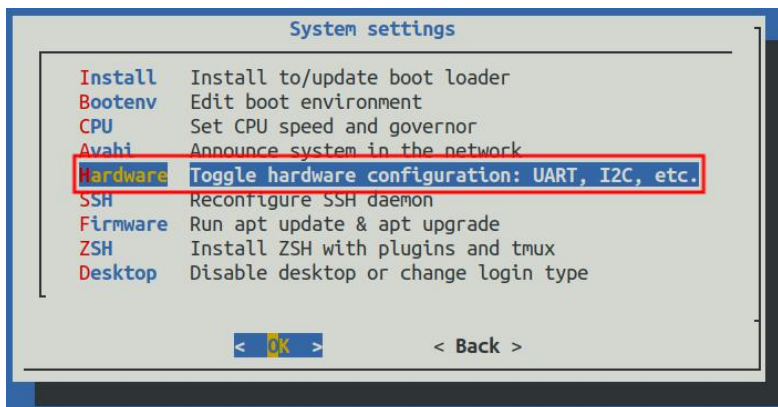 System settings
Install Install to/update boot loader
Bootenv Edit boot environment
CPU Set CPU speed and governor
Avahi Announce system in the network
Hardware Toggle hardware configuration: UART, I2C, etc.
SSH Reconfigure SSH daemon
Firmware Run apt update & apt upgrade
ZSH Install ZSH with plugins and tmux
Desktop Disable desktop or change login type
< OK > < Back >